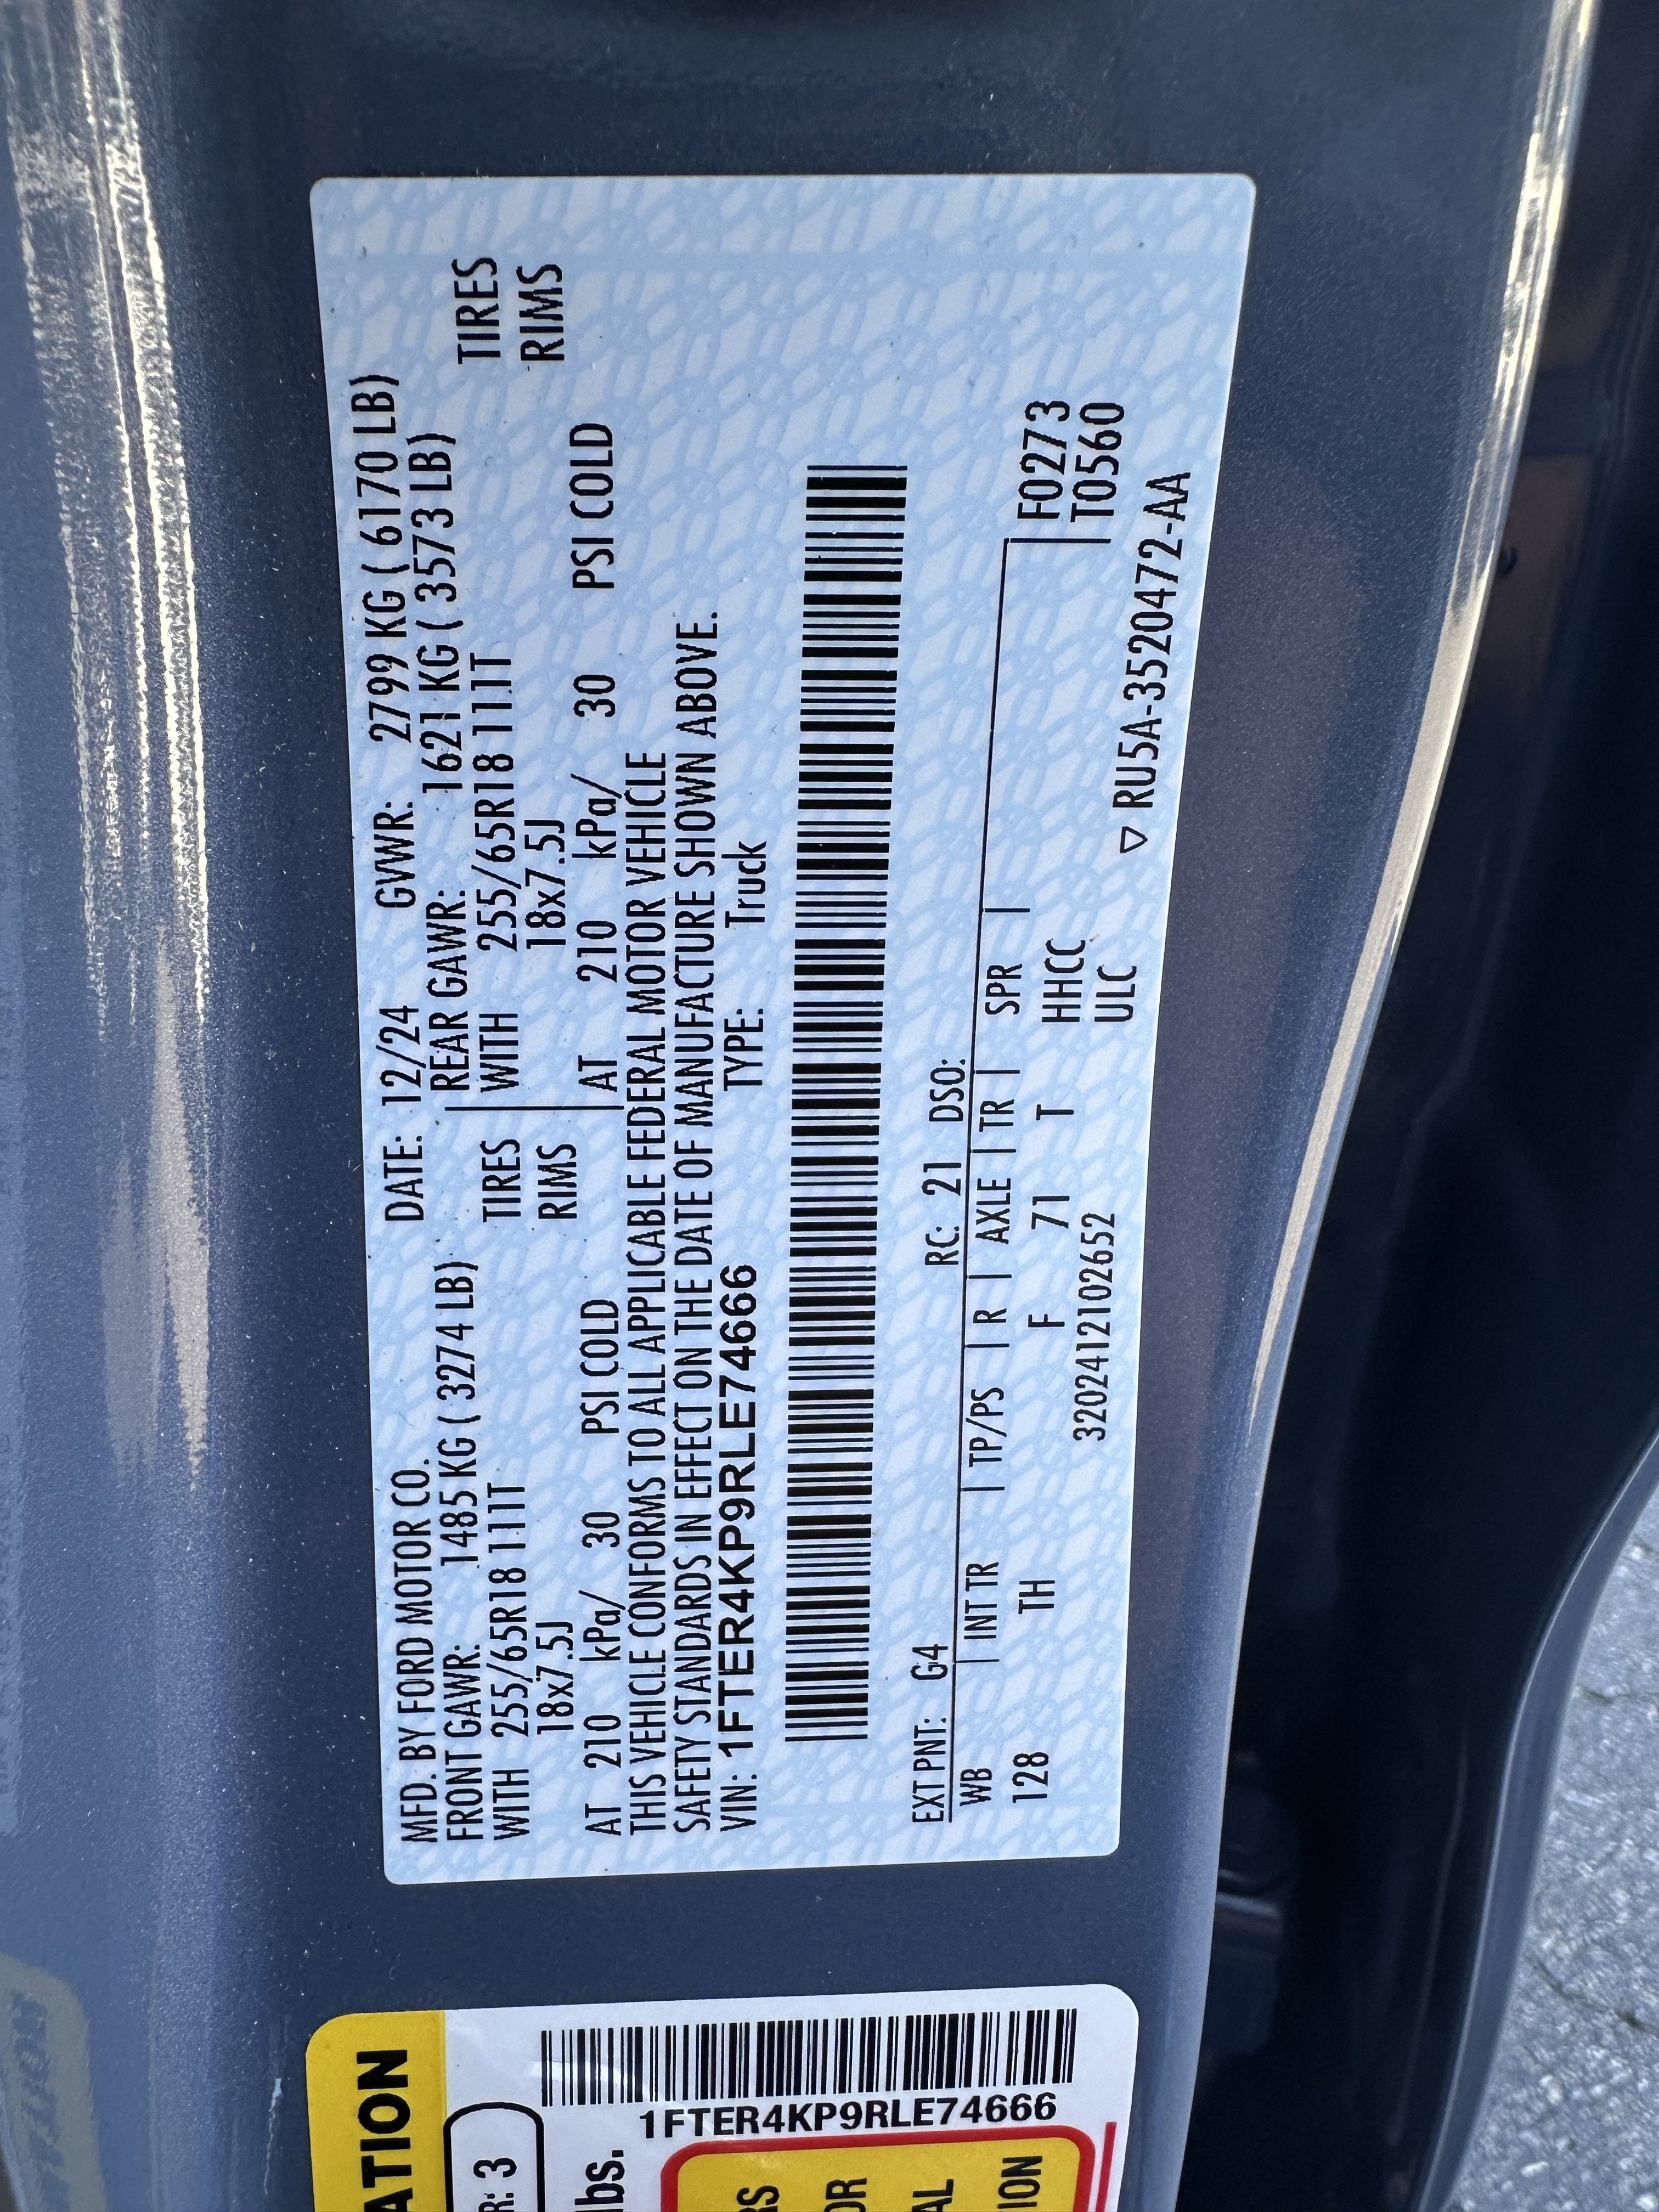 MFD. BY FORD MOTOR CO. DATE: 12/24 GVWR: 2799 KG ( 6170 LB)
FRONT GAWR: 1485 KG ( 3274 LB) REAR GAWR: 1621 KG ( 3573 LB)
WITH 255/65R18 111T TIRES WITH 255/65R18 111T TIRES
18x7.5J RIMS 18x7.5J RIMS
AT 210 kPa/ 30 PSI COLD AT 210 kPa/ 30 PSI COLD
THIS VEHICLE CONFORMS TO ALL APPLICABLE FEDERAL MOTOR VEHICLE
SAFETY STANDARDS IN EFFECT ON THE DATE OF MANUFACTURE SHOWN ABOVE.
VIN: 1FTER4KP9RLE74666 TYPE: Truck
EXT PNT: G4 RC: 21 DSO:
WB INT TR TP/PS R AXLE TR SPR F0273
128 TH F 71 T HHCC T0560
3202412102652 ULC
▽ RU5A-3520472-AA
ATION
R: 3
lbs.
1FTER4KP9RLE74666
GS
OR
AL
ION